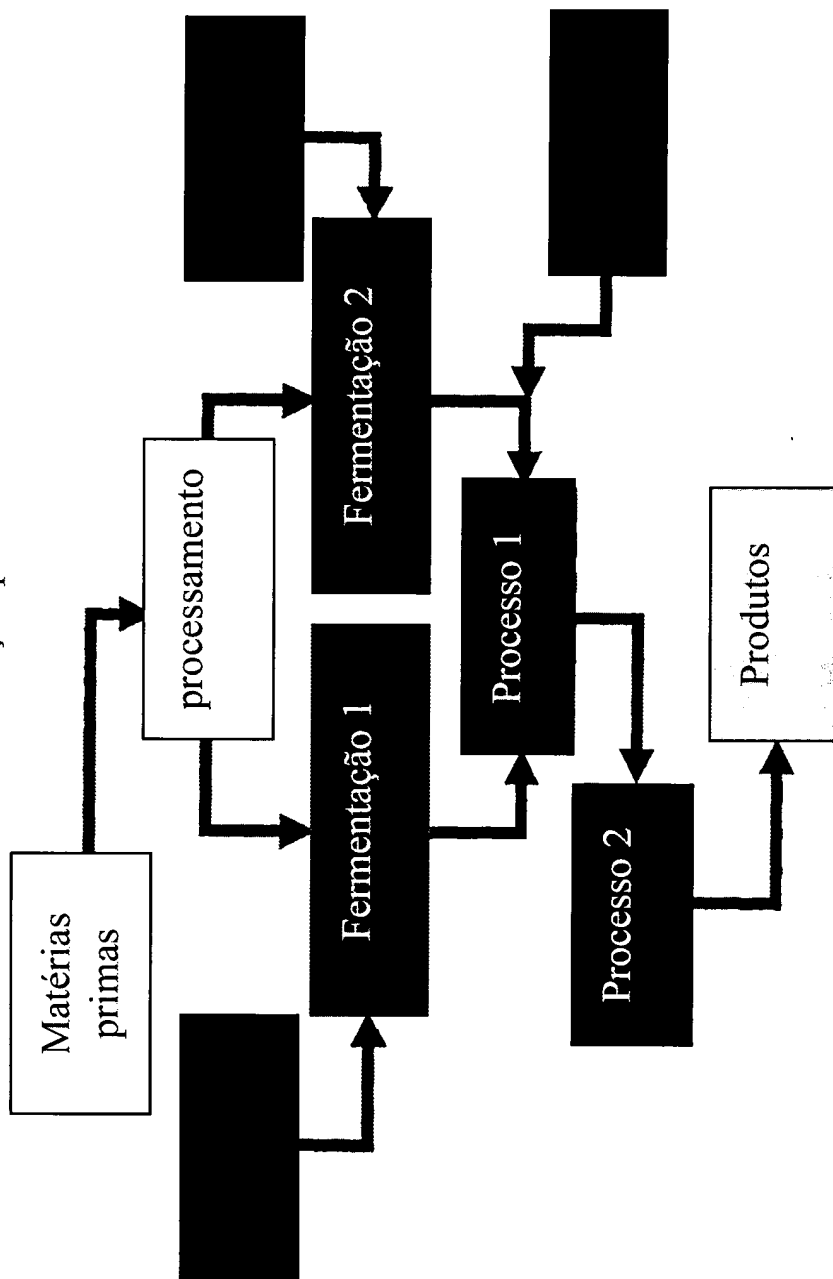 Matérias
primas
processamento
Fermentação 1
Fermentação 2
Processo 1
Processo 2
Produtos